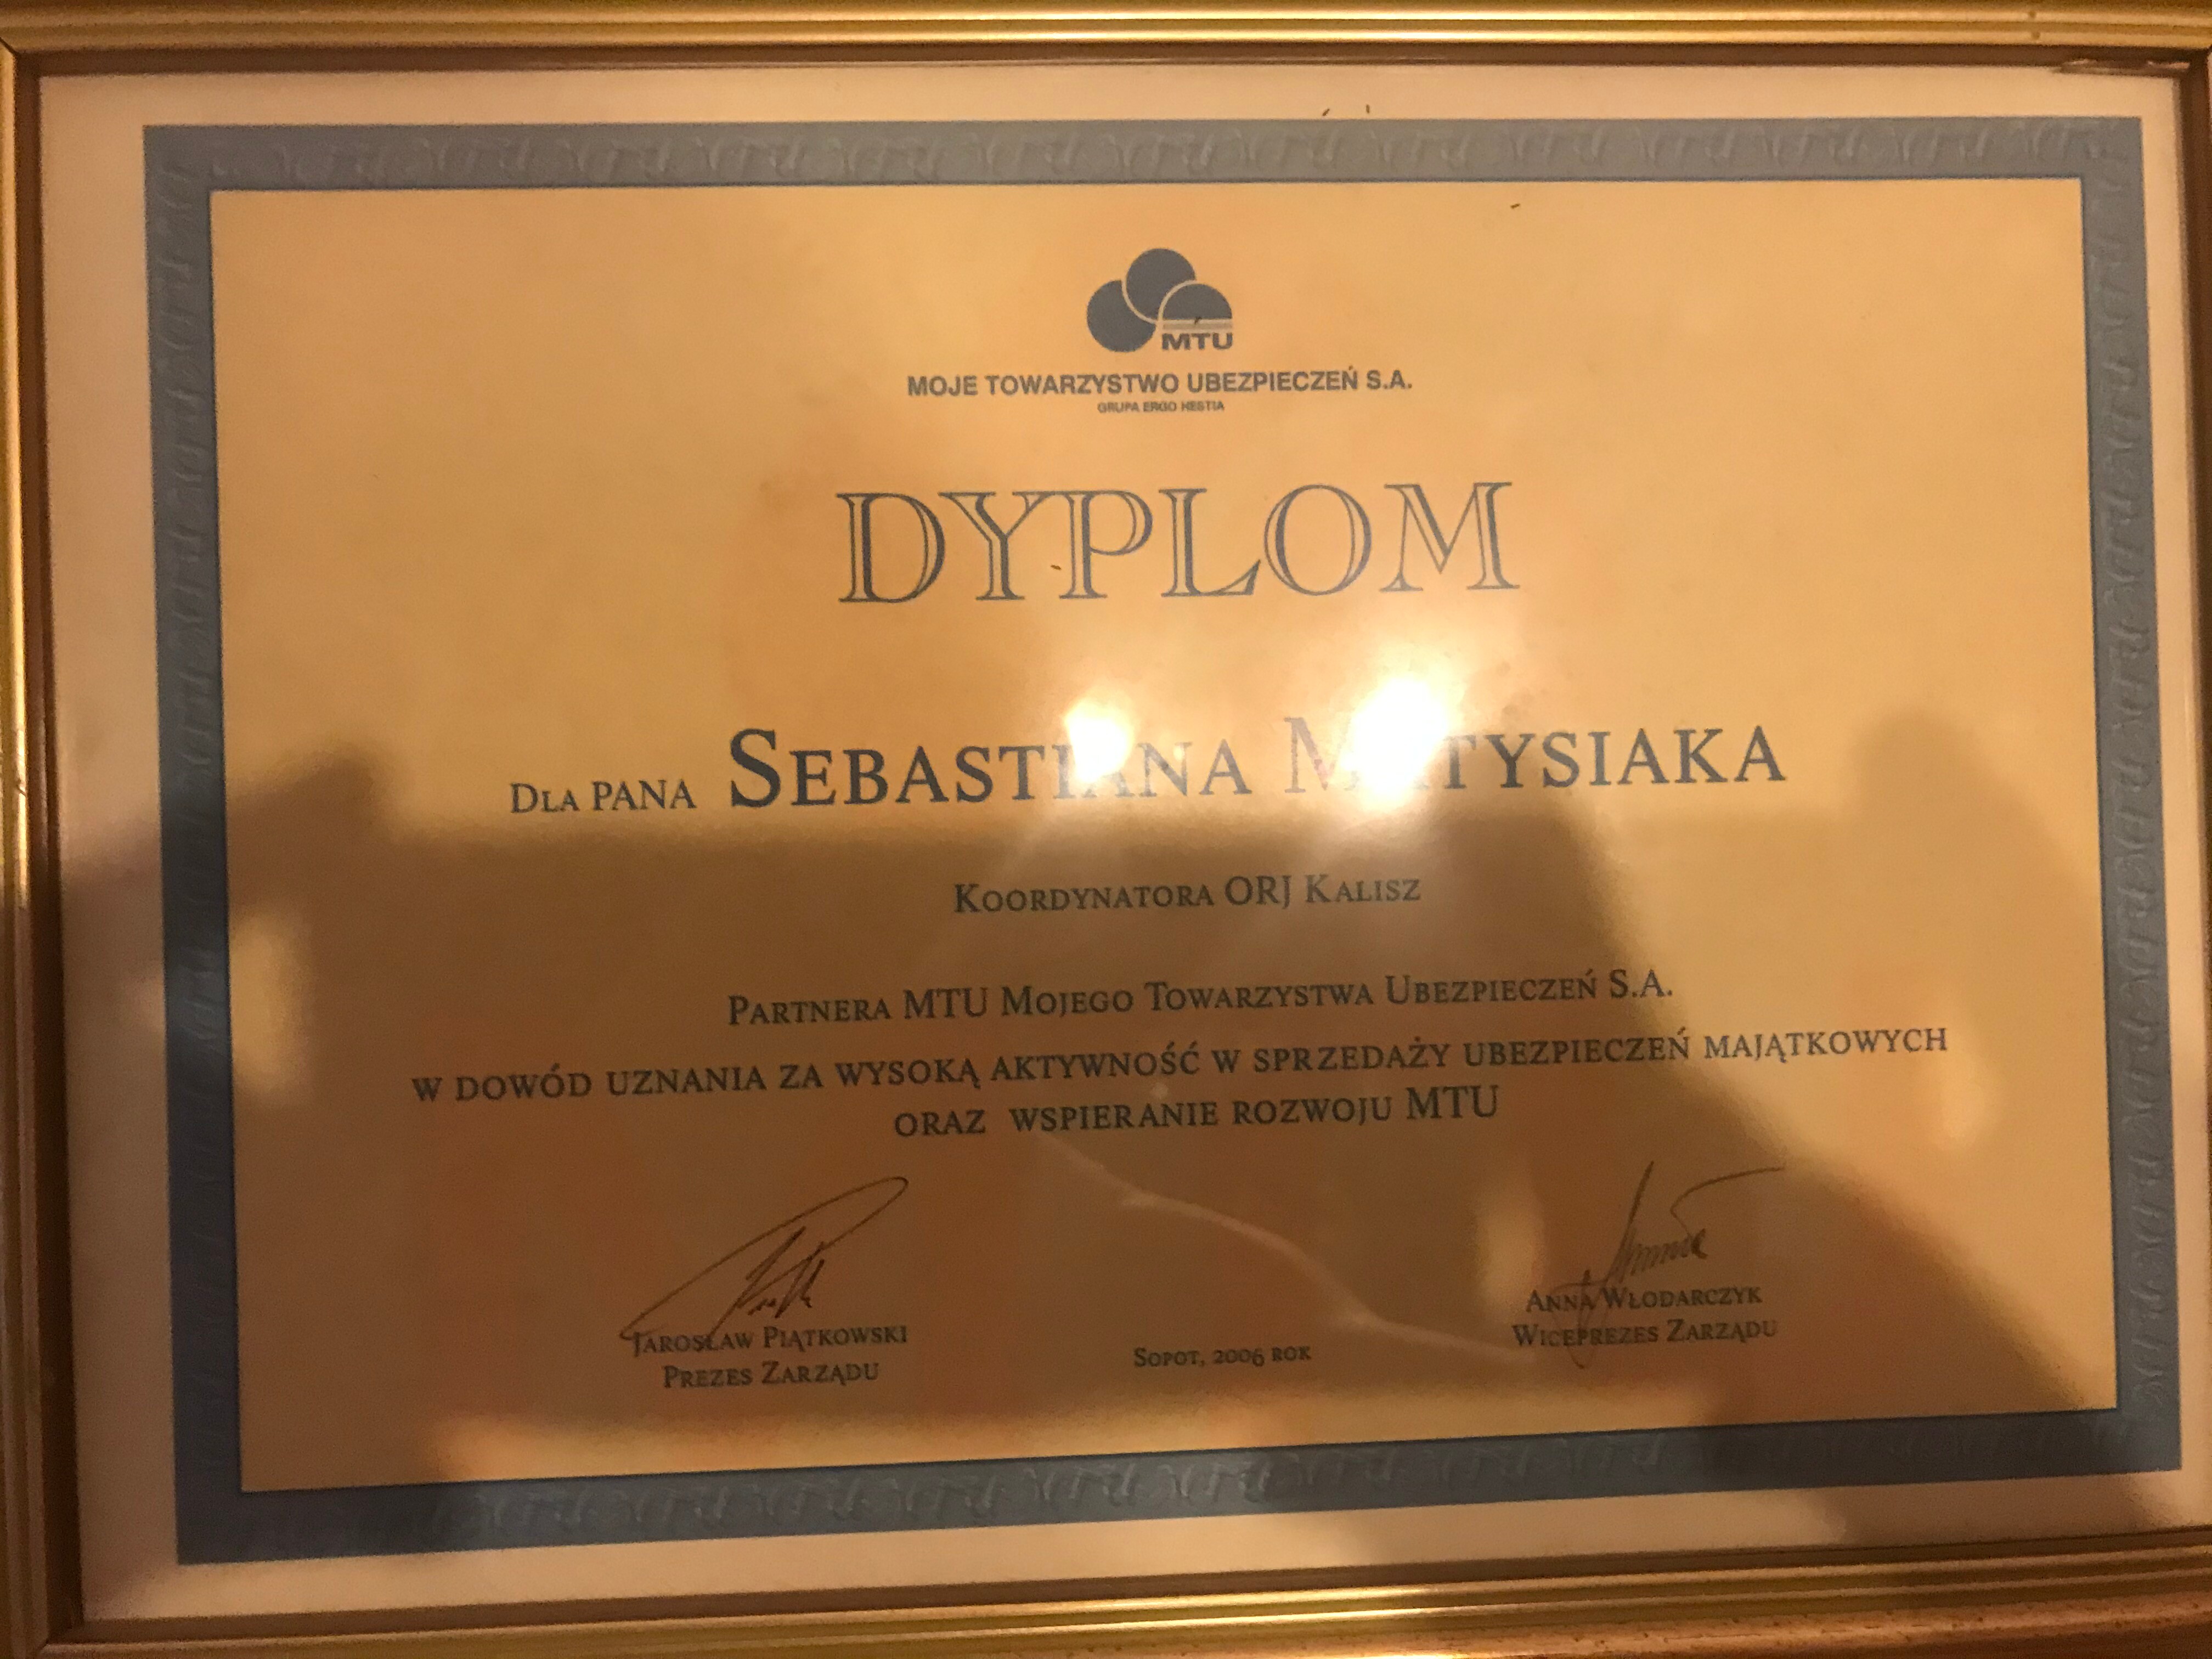 MTU
MOJE TOWARZYSTWO UBEZPIECZEŃ S.A.
GRUPA ERGO HESTIA
DYPLOM
DLA PANA SEBASTIANA MATYSIAKA
KOORDYNATORA ORJ KALISZ
PARTNERA MTU MOJEGO TOWARZYSTWA UBEZPIECZEŃ S.A.
W DOWÓD UZNANIA ZA WYSOKĄ AKTYWNOŚĆ W SPRZEDAŻY UBEZPIECZEŃ MAJĄTKOWYCH
ORAZ WSPIERANIE ROZWOJU MTU
JAROSŁAW PIĄTKOWSKI
PREZES ZARZĄDU
SOPOT, 2006 ROK
ANNA WŁODARCZYK
WICEPREZES ZARZĄDU